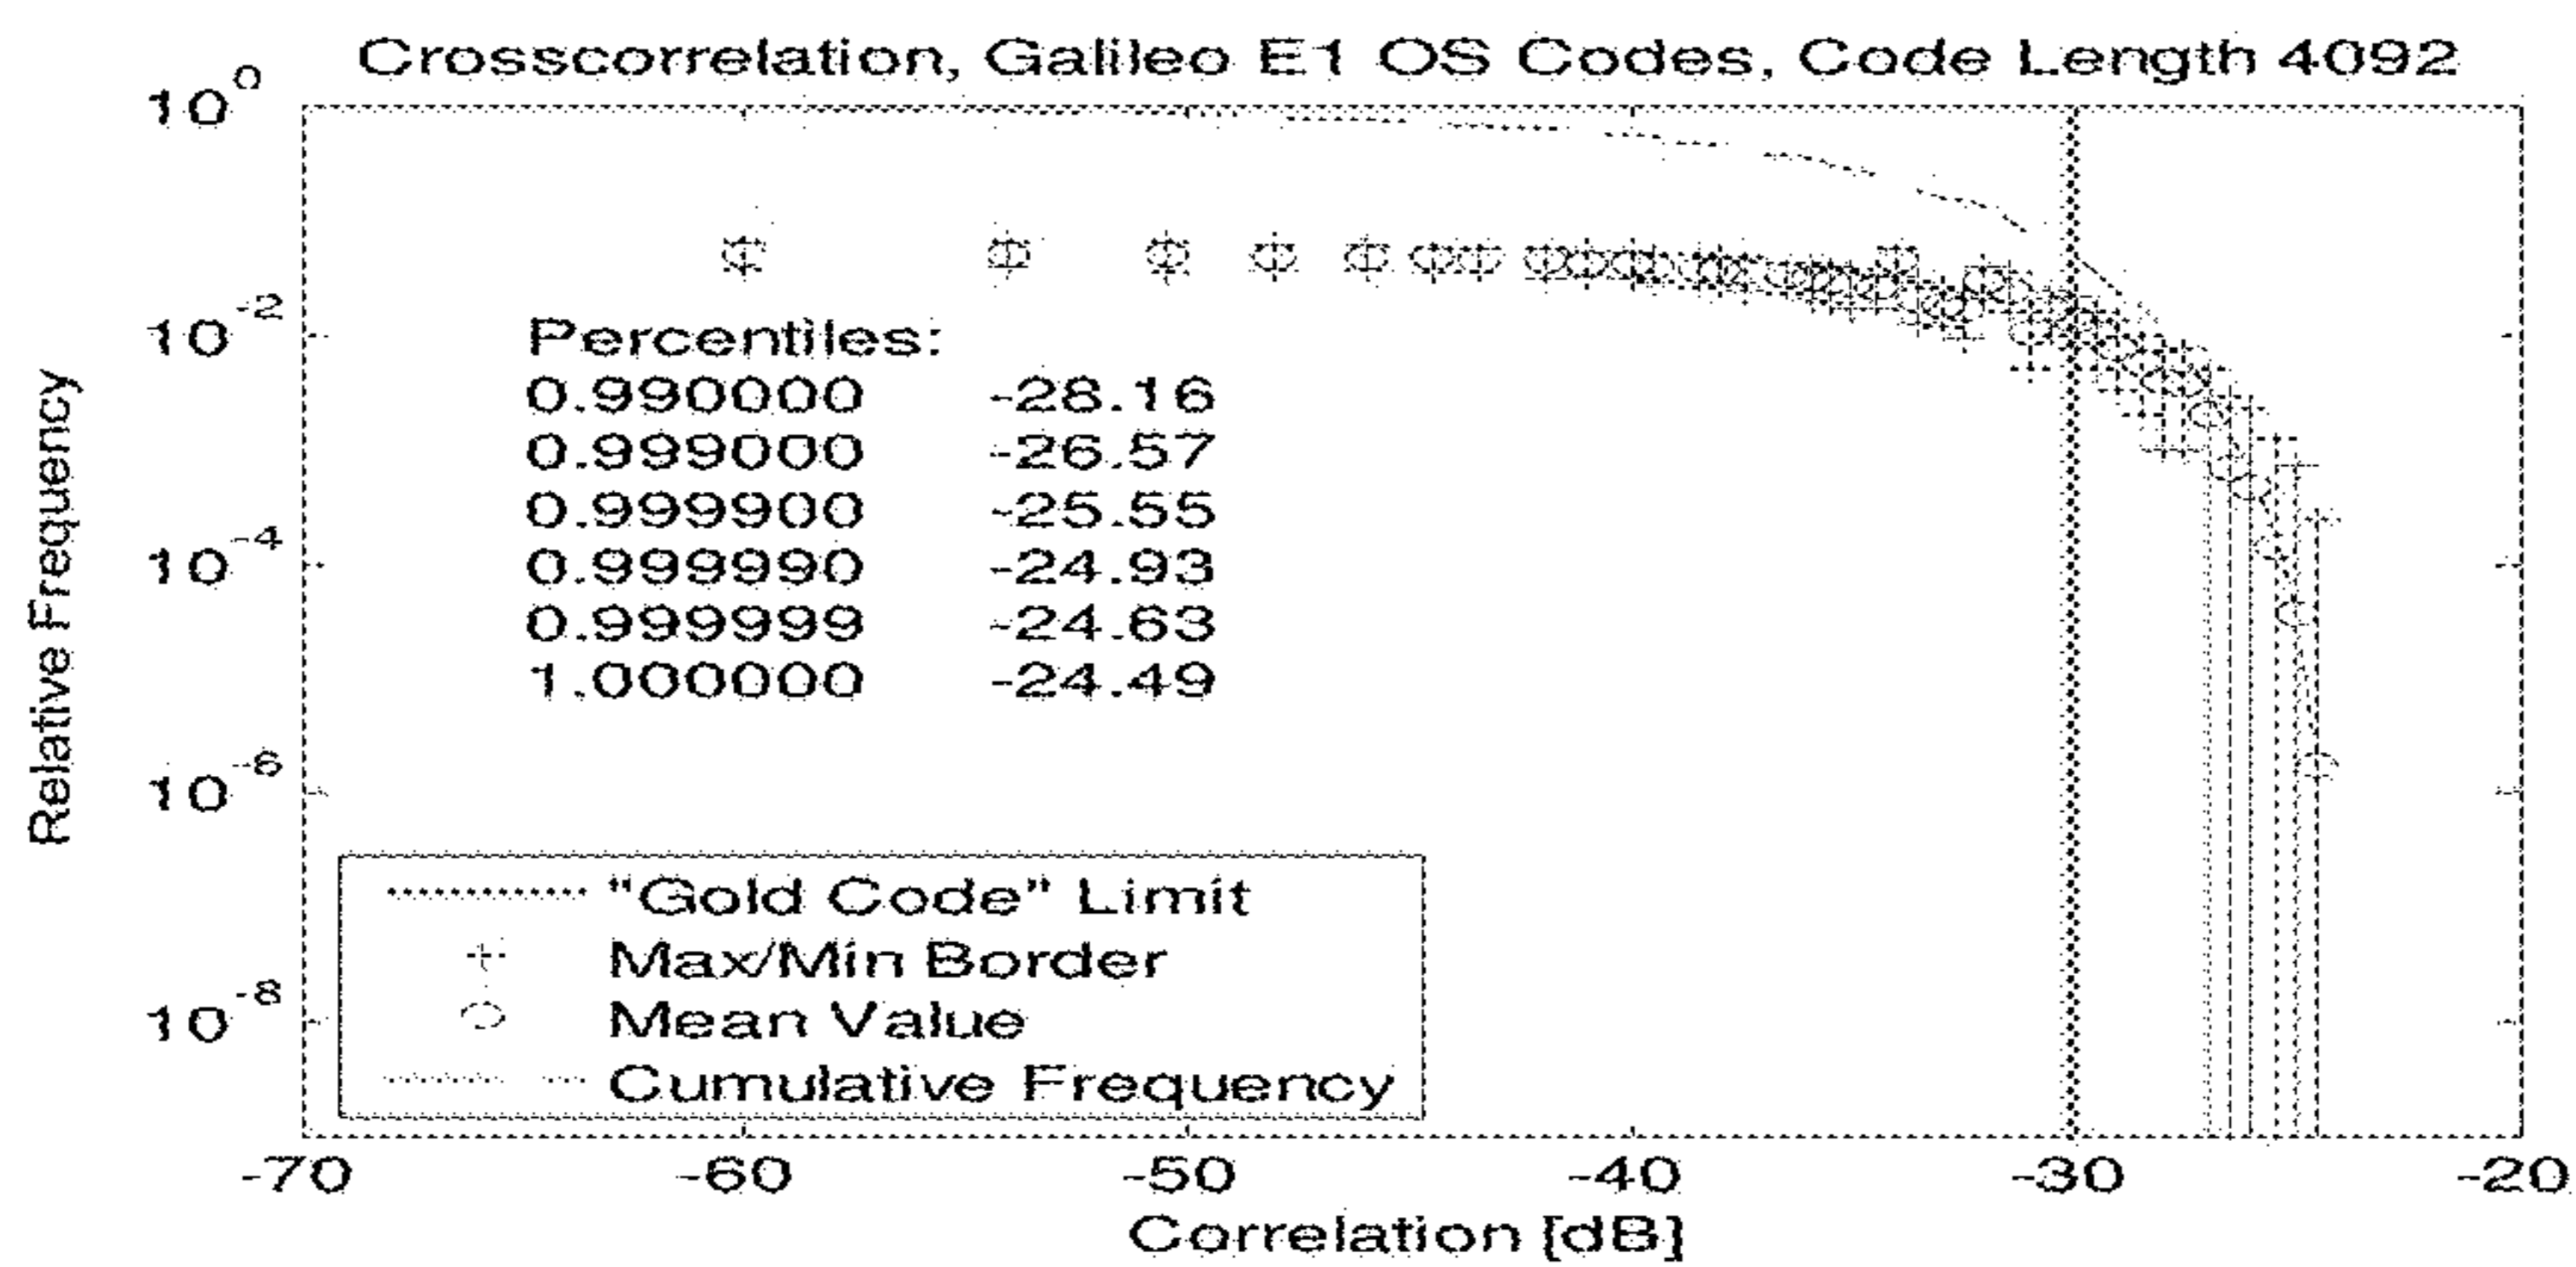 Crosscorrelation, Galileo E1 OS Codes, Code Length 4092
10^0
10^-2
10^-4
10^-6
10^-8
Relative Frequency
Percentiles:
0.990000 -28.16
0.999000 -26.57
0.999900 -25.55
0.999990 -24.93
0.999999 -24.63
1.000000 -24.49
"Gold Code" Limit
Max/Min Border
Mean Value
Cumulative Frequency
-70 -60 -50 -40 -30 -20
Correlation [dB]